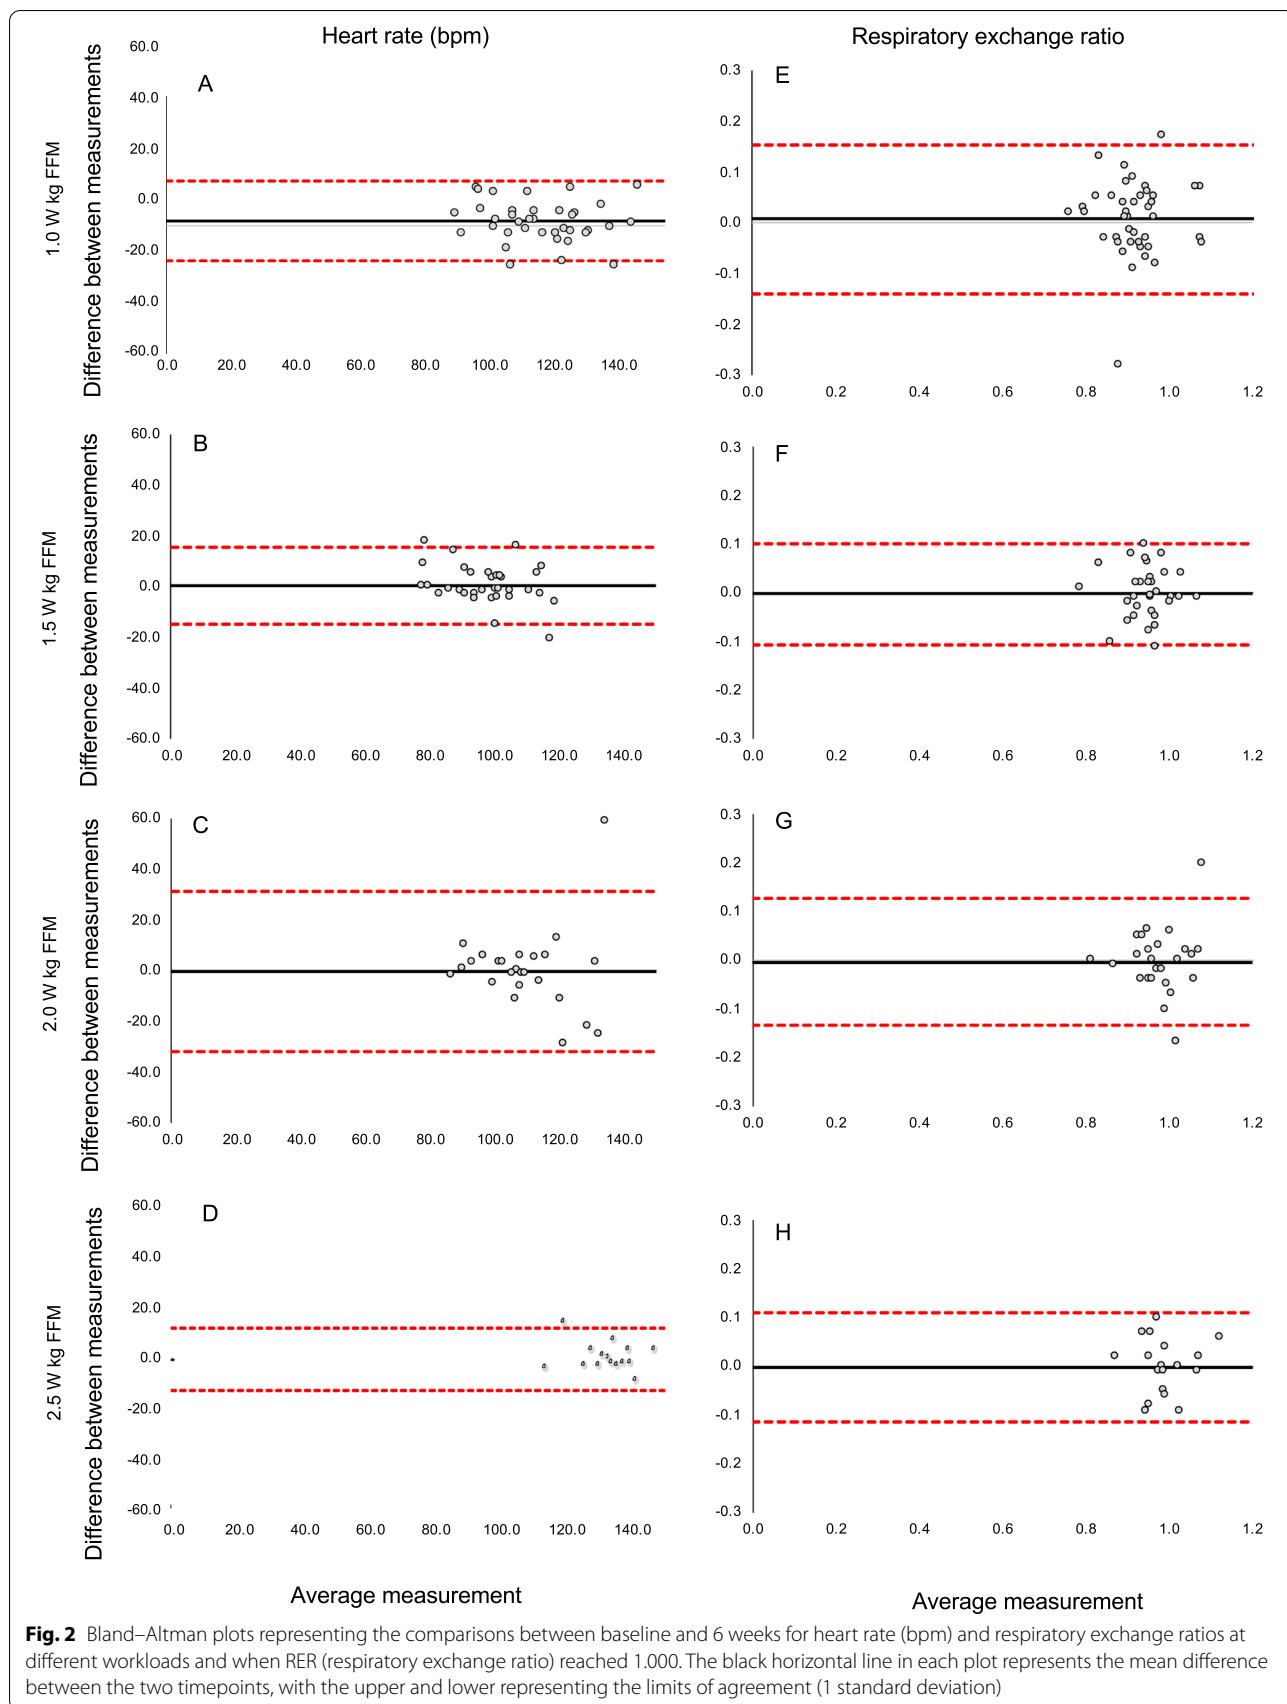 Heart rate (bpm)
Respiratory exchange ratio
1.0 W kg FFM
Difference between measurements
A
60.0
40.0
20.0
0.0
-20.0
-40.0
-60.0
0.0 20.0 40.0 60.0 80.0 100.0 120.0 140.0
E
0.3
0.2
0.1
0.0
-0.1
-0.2
-0.3
0.0 0.2 0.4 0.6 0.8 1.0 1.2
1.5 W kg FFM
Difference between measurements
B
60.0
40.0
20.0
0.0
-20.0
-40.0
-60.0
0.0 20.0 40.0 60.0 80.0 100.0 120.0 140.0
F
0.3
0.2
0.1
0.0
-0.1
-0.2
-0.3
0.0 0.2 0.4 0.6 0.8 1.0 1.2
2.0 W kg FFM
Difference between measurements
C
60.0
40.0
20.0
0.0
-20.0
-40.0
-60.0
0.0 20.0 40.0 60.0 80.0 100.0 120.0 140.0
G
0.3
0.2
0.1
0.0
-0.1
-0.2
-0.3
0.0 0.2 0.4 0.6 0.8 1.0 1.2
2.5 W kg FFM
Difference between measurements
D
60.0
40.0
20.0
0.0
-20.0
-40.0
-60.0
0.0 20.0 40.0 60.0 80.0 100.0 120.0 140.0
H
0.3
0.2
0.1
0.0
-0.1
-0.2
-0.3
0.0 0.2 0.4 0.6 0.8 1.0 1.2
Average measurement
Average measurement
Fig. 2 Bland–Altman plots representing the comparisons between baseline and 6 weeks for heart rate (bpm) and respiratory exchange ratios at
different workloads and when RER (respiratory exchange ratio) reached 1.000. The black horizontal line in each plot represents the mean difference
between the two timepoints, with the upper and lower representing the limits of agreement (1 standard deviation)